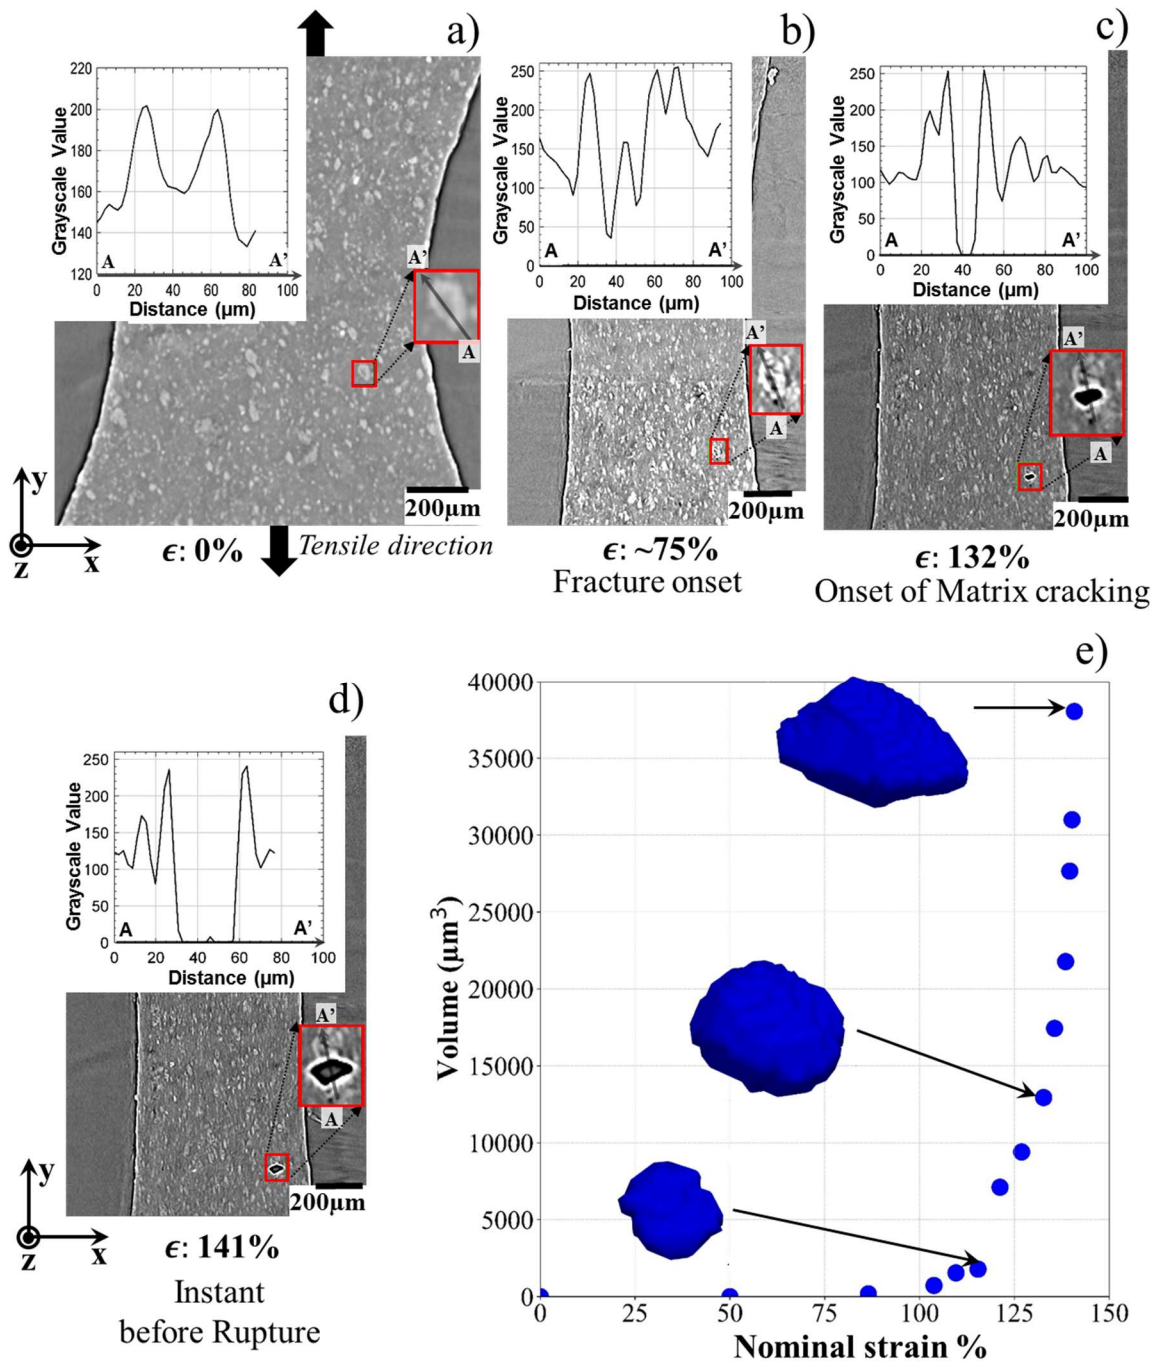 a)
220
200
180
160
140
120
Grayscale Value
A
A'
0 20 40 60 80 100
Distance (µm)
A'
A
200µm
y
x
z
ϵ: 0%
Tensile direction
b)
250
200
150
100
50
0
Grayscale Value
A
A'
0 20 40 60 80 100
Distance (µm)
A'
A
200µm
ϵ: ~75%
Fracture onset
c)
250
200
150
100
50
0
Grayscale Value
A
A'
0 20 40 60 80 100
Distance (µm)
A'
A
200µm
ϵ: 132%
Onset of Matrix cracking
d)
250
200
150
100
50
0
Grayscale Value
A
A'
0 20 40 60 80 100
Distance (µm)
A'
A
200µm
y
x
z
ϵ: 141%
Instant
before Rupture
e)
40000
35000
30000
25000
20000
15000
10000
5000
0
Volume (µm³)
0 25 50 75 100 125 150
Nominal strain %